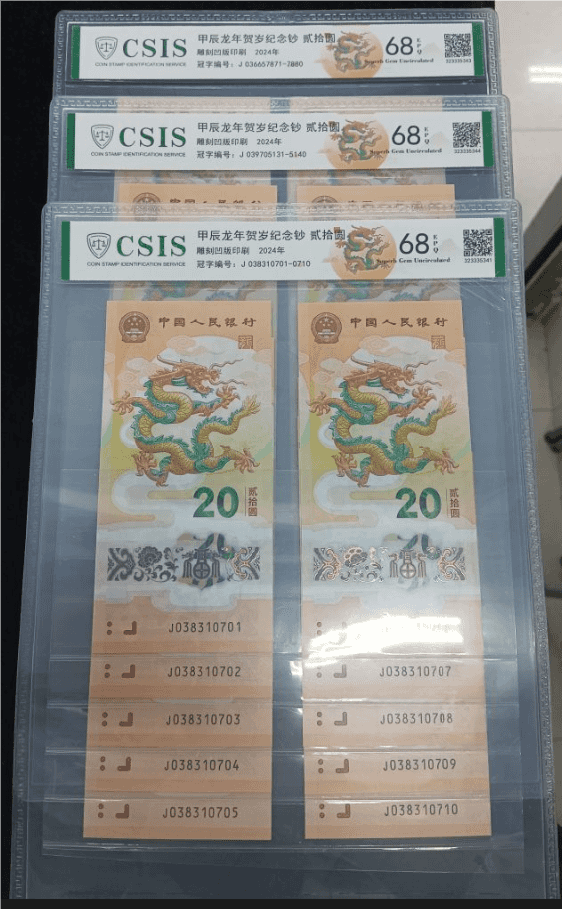 CSIS
COIN STAMP IDENTIFICATION SERVICE
甲辰龙年贺岁纪念钞 贰拾圆
雕刻凹版印刷 2024年
冠字编号：J 036657871-7880
68 EPQ
Superb Gem Uncirculated
323335343
CSIS
COIN STAMP IDENTIFICATION SERVICE
甲辰龙年贺岁纪念钞 贰拾圆
雕刻凹版印刷 2024年
冠字编号：J 039705131-5140
68 EPQ
Superb Gem Uncirculated
323335344
CSIS
COIN STAMP IDENTIFICATION SERVICE
甲辰龙年贺岁纪念钞 贰拾圆
雕刻凹版印刷 2024年
冠字编号：J 038310701-0710
68 EPQ
Superb Gem Uncirculated
323335341
中国人民银行
20
贰拾圆
福
J038310701
J038310702
J038310703
J038310704
J038310705
中国人民银行
20
贰拾圆
福
J038310707
J038310708
J038310709
J038310710